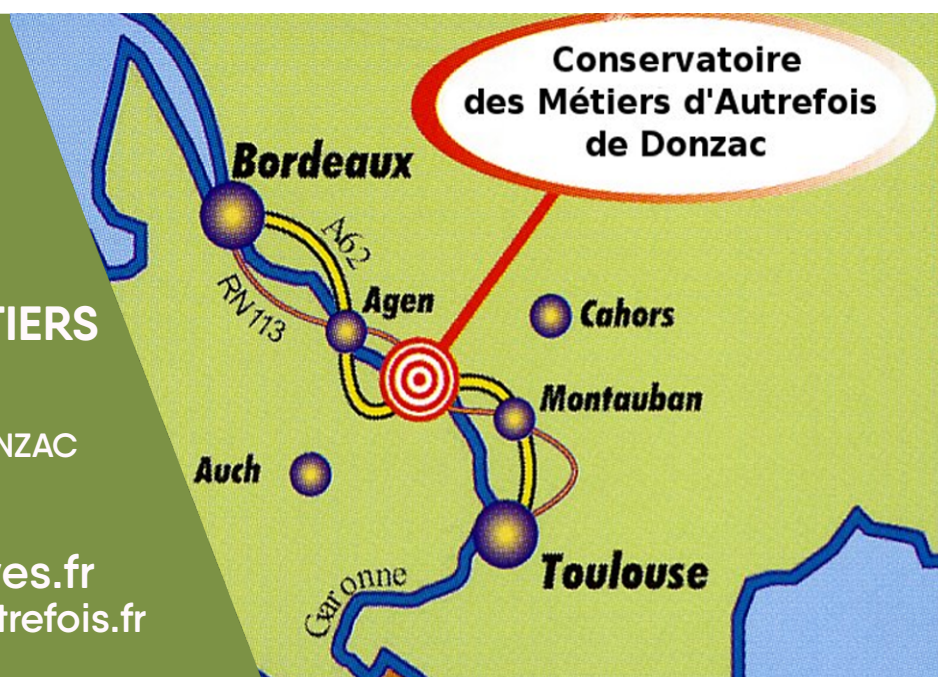 Conservatoire
des Métiers d'Autrefois
de Donzac
Bordeaux
A62
RN113
Agen
Cahors
Montauban
Auch
Toulouse
Garonne
TIERS
NZAC
es.fr
trefois.fr